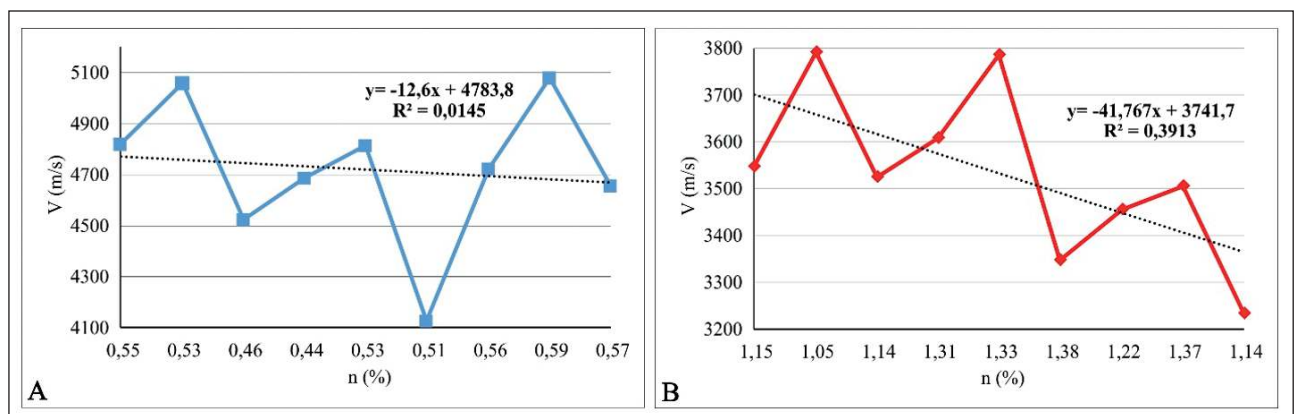 5100
4900
4700
4500
4300
4100
V (m/s)
y= -12,6x + 4783,8
R² = 0,0145
0,55 0,53 0,46 0,44 0,53 0,51 0,56 0,59 0,57
n (%)
A
3800
3700
3600
3500
3400
3300
3200
V (m/s)
y= -41,767x + 3741,7
R² = 0,3913
1,15 1,05 1,14 1,31 1,33 1,38 1,22 1,37 1,14
n (%)
B